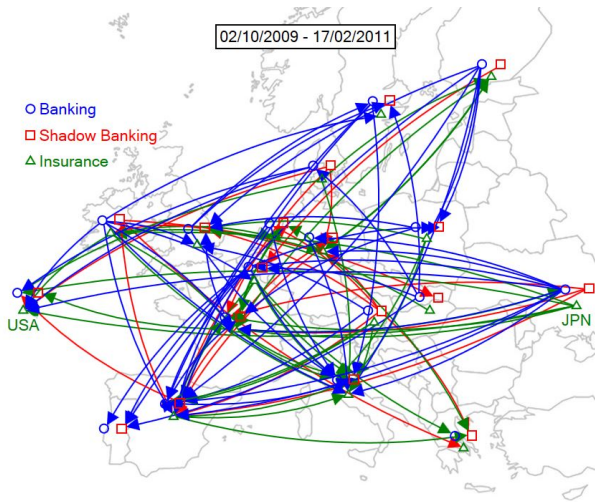 02/10/2009 - 17/02/2011
Banking
Shadow Banking
Insurance
USA
JPN